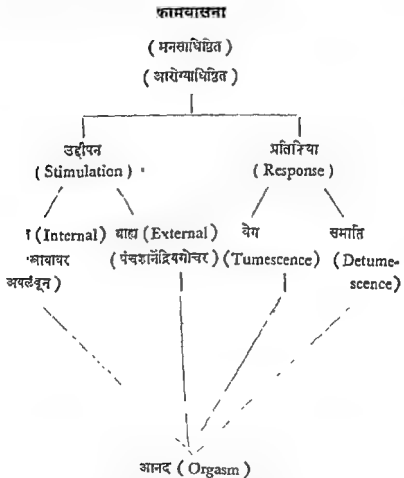 कामवासना
(मनसाधिष्ठित)
(आरोग्याधिष्ठित)
उद्दीपन प्रतिक्रिया
(Stimulation) (Response)
(Internal) बाह्य (External) वेग समाप्ति
(पंचज्ञानेंद्रियगोचर) (Tumescence) (Detume-
अवलंबून) scence)
आनंद (Orgasm)